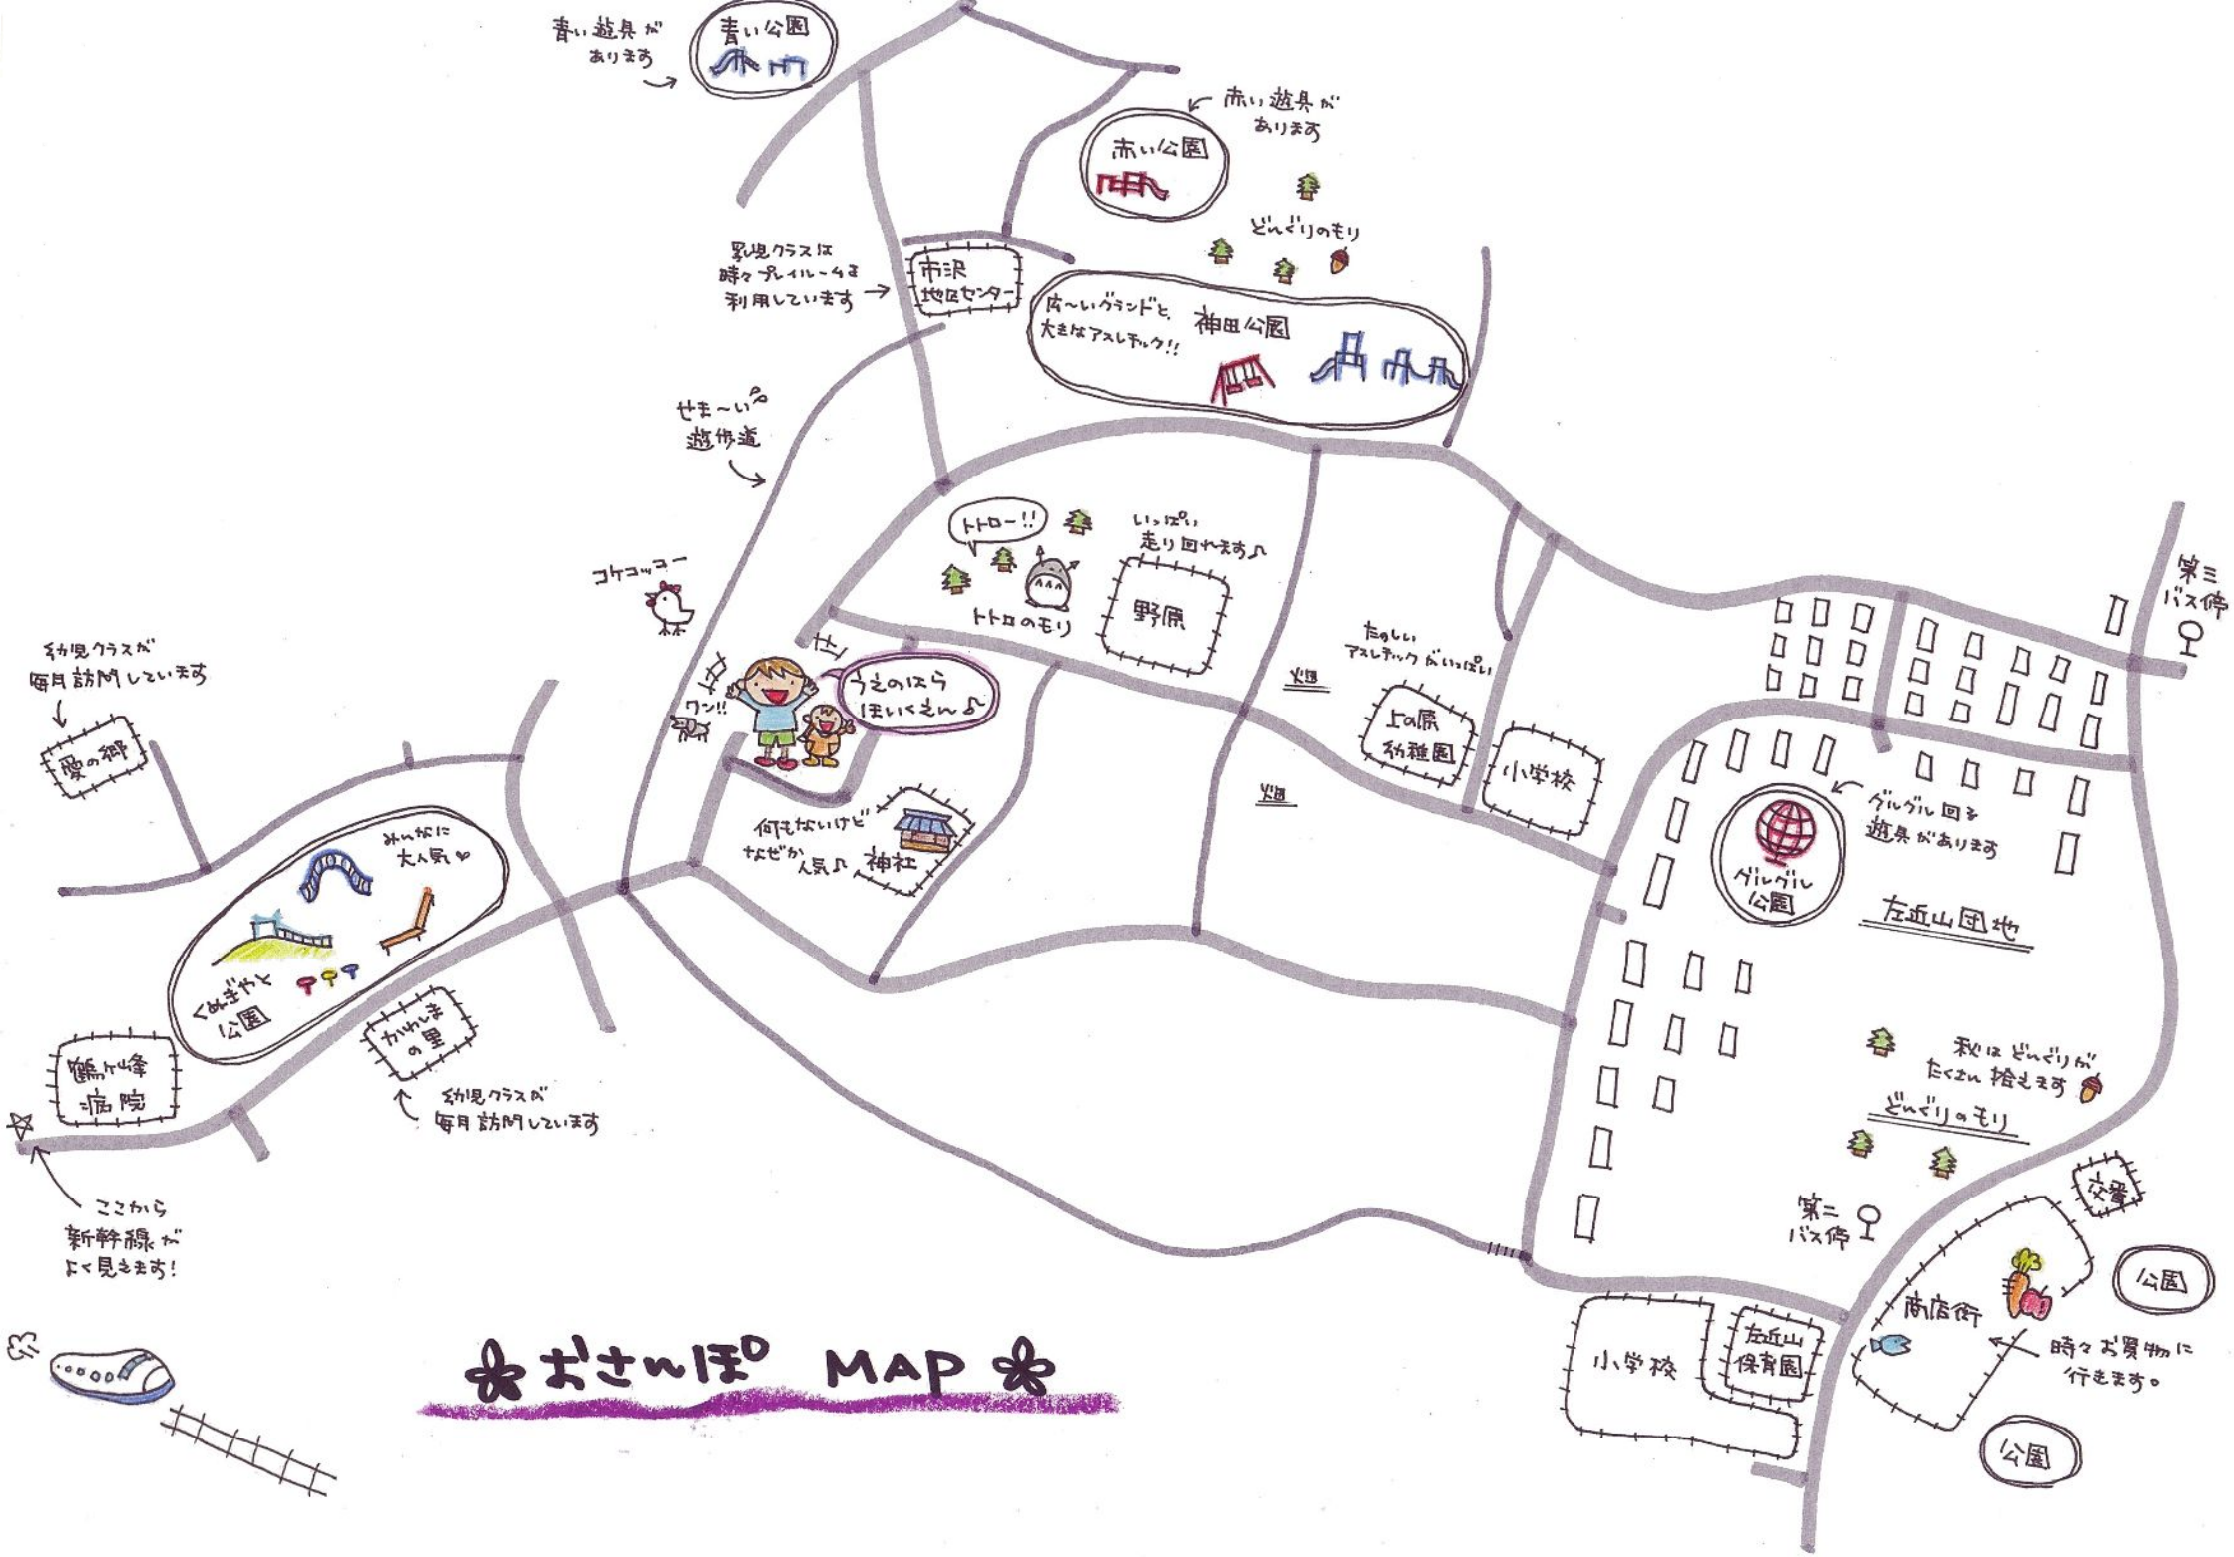 青い遊具が
あります
青い公園
赤い遊具が
あります
赤い公園
どんぐりのもり
乳児クラスは
時々プレイルームを
利用しています
市沢
地区センター
広〜いグランドと、
大きなアスレチック!!
神田公園
せま〜い
遊歩道
トトロー!!
トトロのモリ
いっぱい
走り回れます♪
野原
コケコッコー
ワン!!
うえのはら
ほいくえん♪
第三
バス停
たのしい
アスレチックがいっぱい
畑
上の原
幼稚園
小学校
畑
幼児クラスが
毎月訪問しています
愛の郷
みんなに
大人気♡
くぬぎやと
公園
何もないけど
なぜか
人気♪
神社
グルグル回る
遊具があります
グルグル
公園
左近山団地
鶴ヶ峰
病院
かわしま
の里
幼児クラスが
毎月訪問しています
ここから
新幹線が
よく見えます!
秋はどんぐりが
たくさん拾えます
どんぐりのもり
第二
バス停
交番
公園
商店街
時々お買物に
行きます。
公園
小学校
左近山
保育園
おさんぽ MAP